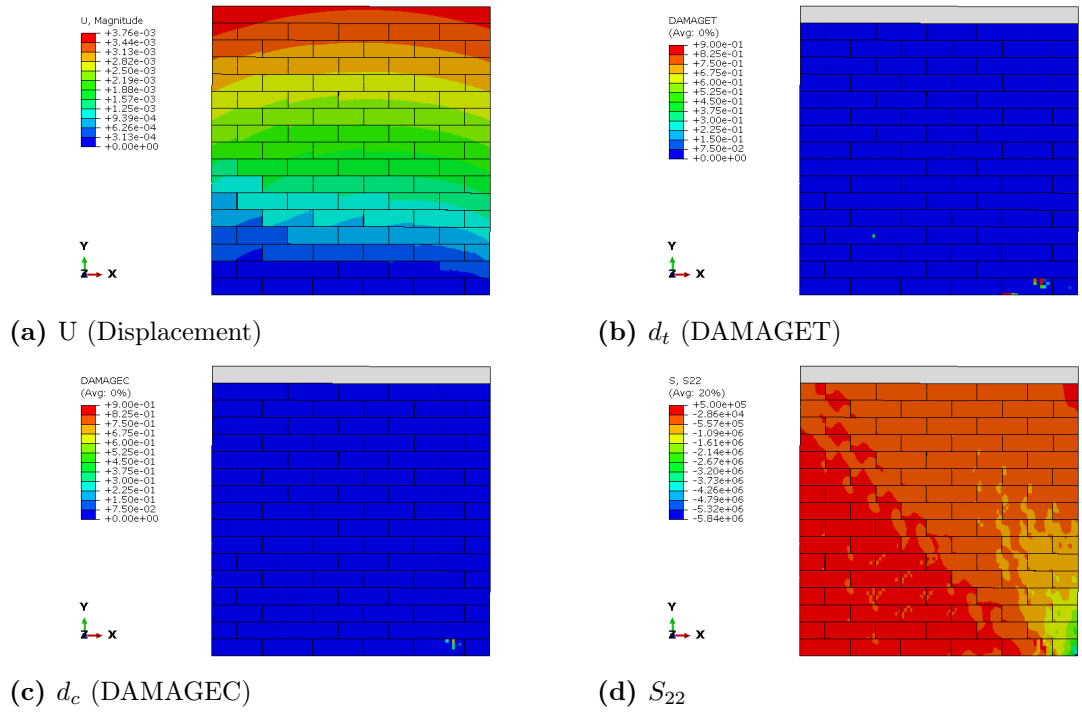 U, Magnitude
+3.76e-03
+3.44e-03
+3.13e-03
+2.82e-03
+2.50e-03
+2.19e-03
+1.88e-03
+1.57e-03
+1.25e-03
+9.39e-04
+6.26e-04
+3.13e-04
+0.00e+00
Y
Z X
(a) U (Displacement)
DAMAGET
(Avg: 0%)
+9.00e-01
+8.25e-01
+7.50e-01
+6.75e-01
+6.00e-01
+5.25e-01
+4.50e-01
+3.75e-01
+3.00e-01
+2.25e-01
+1.50e-01
+7.50e-02
+0.00e+00
Y
Z X
(b) d_t (DAMAGET)
DAMAGEC
(Avg: 0%)
+9.00e-01
+8.25e-01
+7.50e-01
+6.75e-01
+6.00e-01
+5.25e-01
+4.50e-01
+3.75e-01
+3.00e-01
+2.25e-01
+1.50e-01
+7.50e-02
+0.00e+00
Y
Z X
(c) d_c (DAMAGEC)
S, S22
(Avg: 20%)
+5.00e+05
-2.86e+04
-5.57e+05
-1.09e+06
-1.61e+06
-2.14e+06
-2.67e+06
-3.20e+06
-3.73e+06
-4.26e+06
-4.79e+06
-5.32e+06
-5.84e+06
Y
Z X
(d) S_22